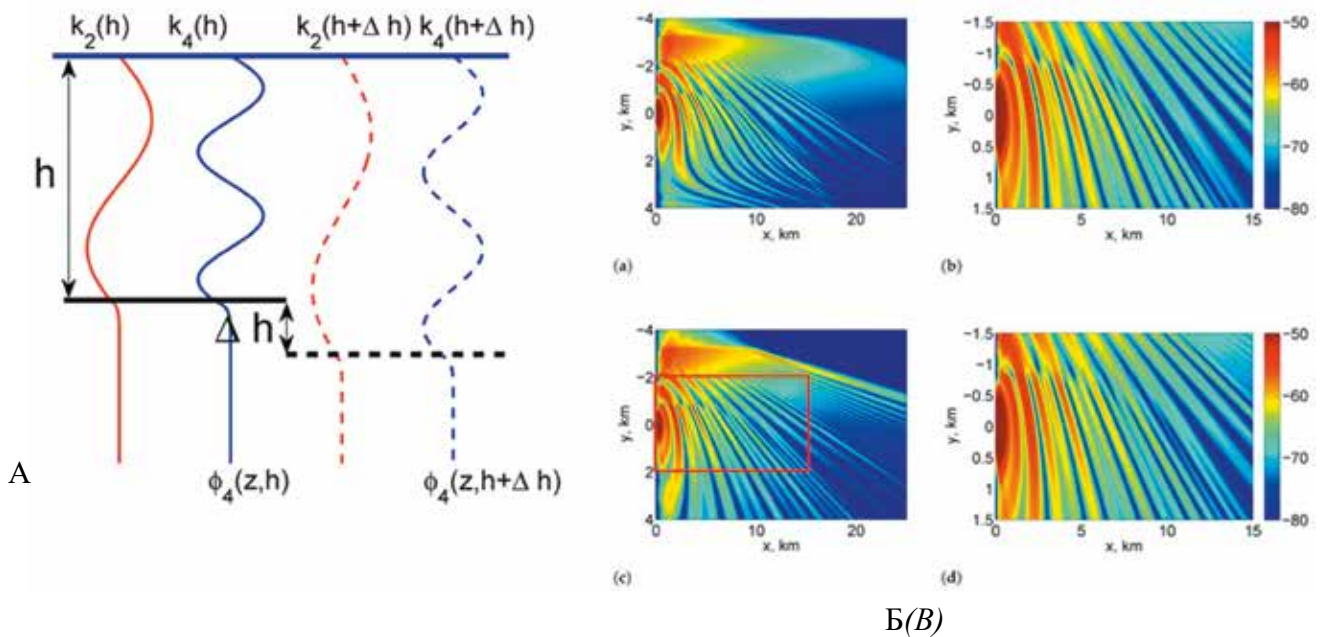 k₂(h) k₄(h) k₂(h+Δ h) k₄(h+Δ h)
h
Δ h
ϕ₄(z,h) ϕ₄(z,h+Δ h)
А
-4
-2
0
2
4
y, km
0 10 20
x, km
(a)
-1.5
-1
-0.5
0
0.5
1
1.5
y, km
0 5 10 15
x, km
-50
-60
-70
-80
(b)
-4
-2
0
2
4
y, km
0 10 20
x, km
(c)
-1.5
-1
-0.5
0
0.5
1
1.5
y, km
0 5 10 15
x, km
-50
-60
-70
-80
(d)
Б(В)